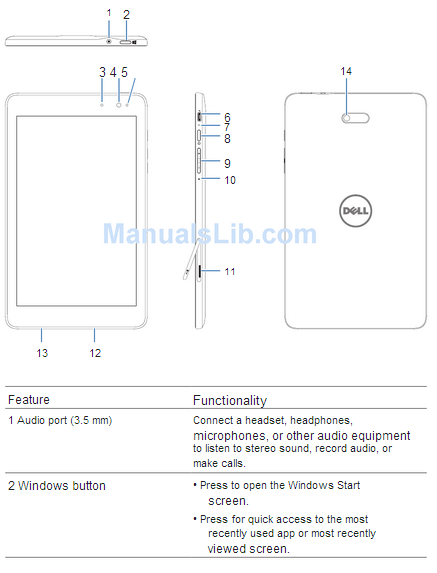 1 2
3 4 5
14
6
7
8
9
10
DELL
ManualsLib.com
11
13 12
Feature Functionality
1 Audio port (3.5 mm) Connect a headset, headphones,
microphones, or other audio equipment
to listen to stereo sound, record audio, or
make calls.
2 Windows button • Press to open the Windows Start
screen.
• Press for quick access to the most
recently used app or most recently
viewed screen.